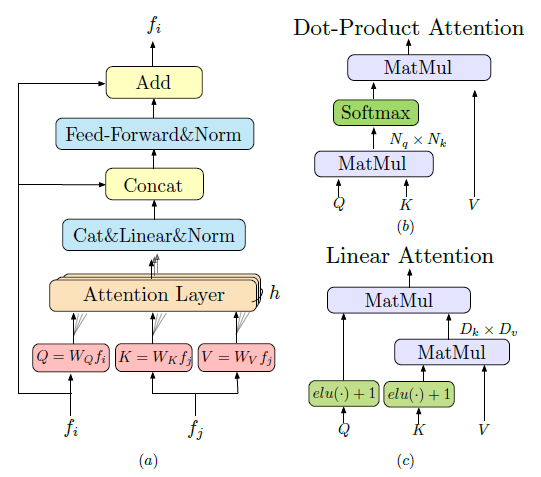 f_i
Add
Feed-Forward&Norm
Concat
Cat&Linear&Norm
Attention Layer
h
Q = W_Q f_i
K = W_K f_j
V = W_V f_j
f_i
f_j
(a)
Dot-Product Attention
MatMul
Softmax
N_q × N_k
MatMul
Q
K
V
(b)
Linear Attention
MatMul
D_k × D_v
MatMul
elu(·) + 1
elu(·) + 1
Q
K
V
(c)